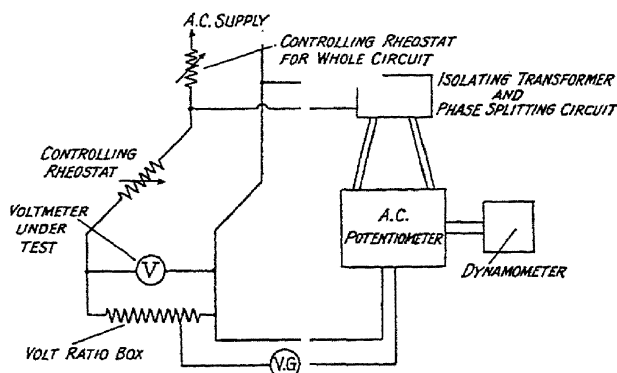 A.C. SUPPLY
CONTROLLING RHEOSTAT
FOR WHOLE CIRCUIT
ISOLATING TRANSFORMER
AND
PHASE SPLITTING CIRCUIT
CONTROLLING
RHEOSTAT
VOLTMETER
UNDER
TEST
V
A.C.
POTENTIOMETER
DYNAMOMETER
VOLT RATIO BOX
V.G